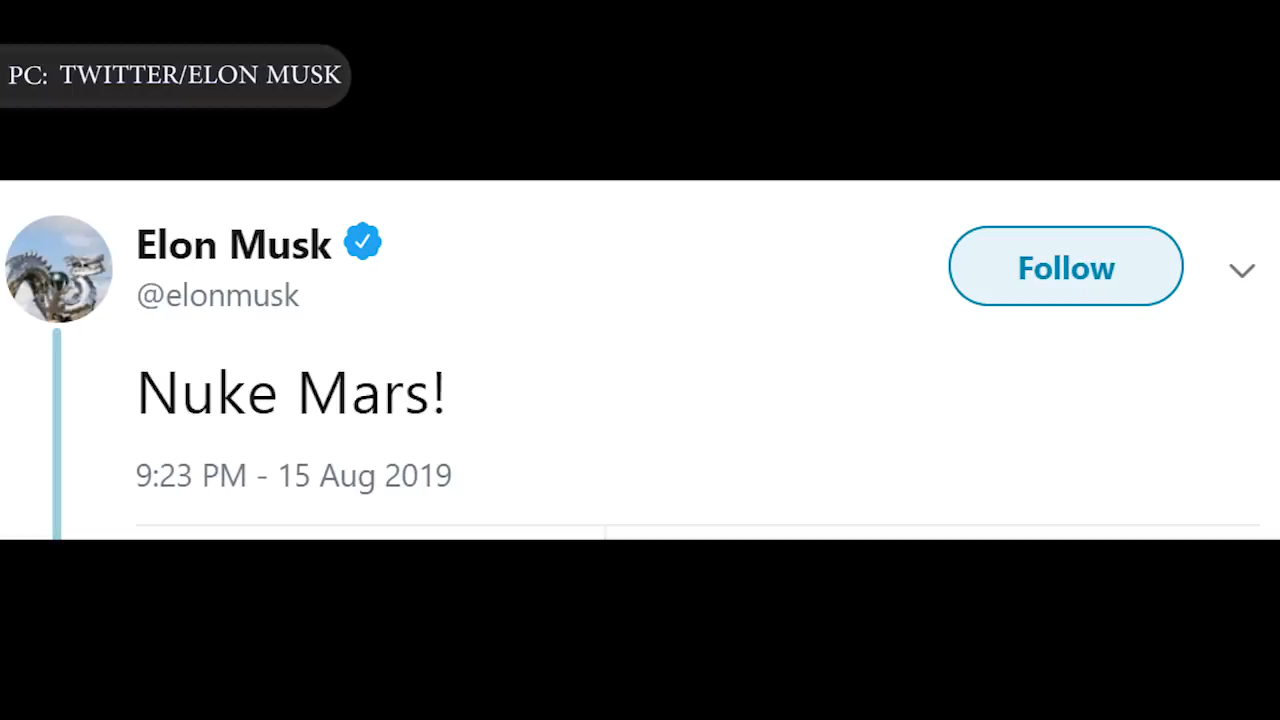 PC: TWITTER/ELON MUSK
Elon Musk
@elonmusk
Follow
Nuke Mars!
9:23 PM - 15 Aug 2019